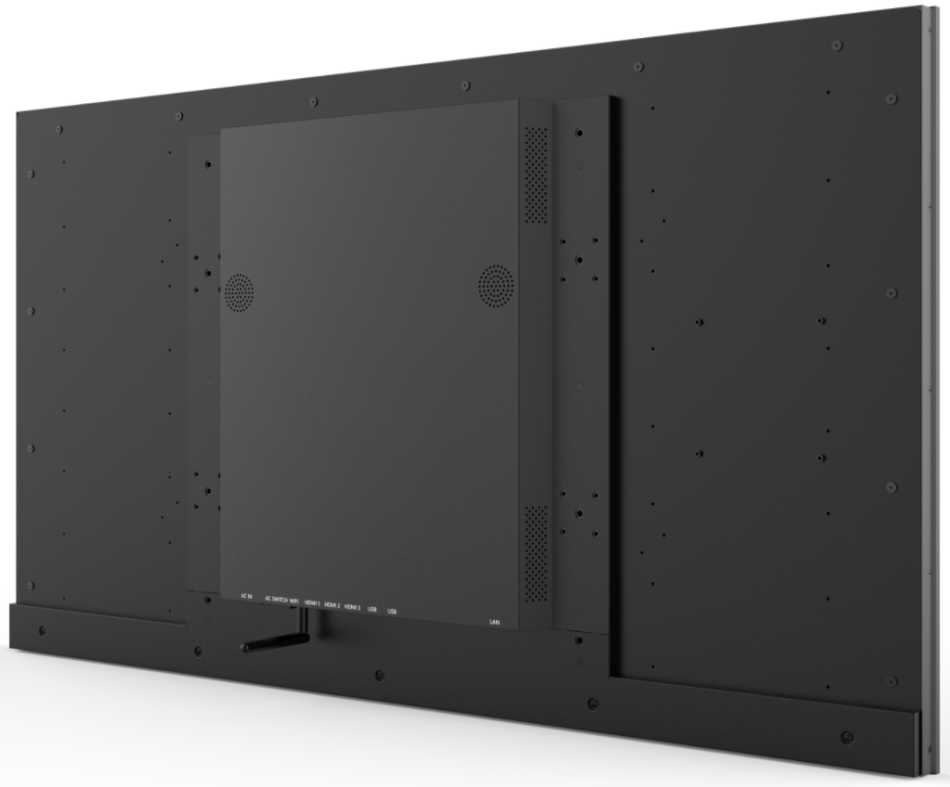 AC IN AC SWITCH WIFI HDMI 1 HDMI 2 HDMI 3 USB USB LAN